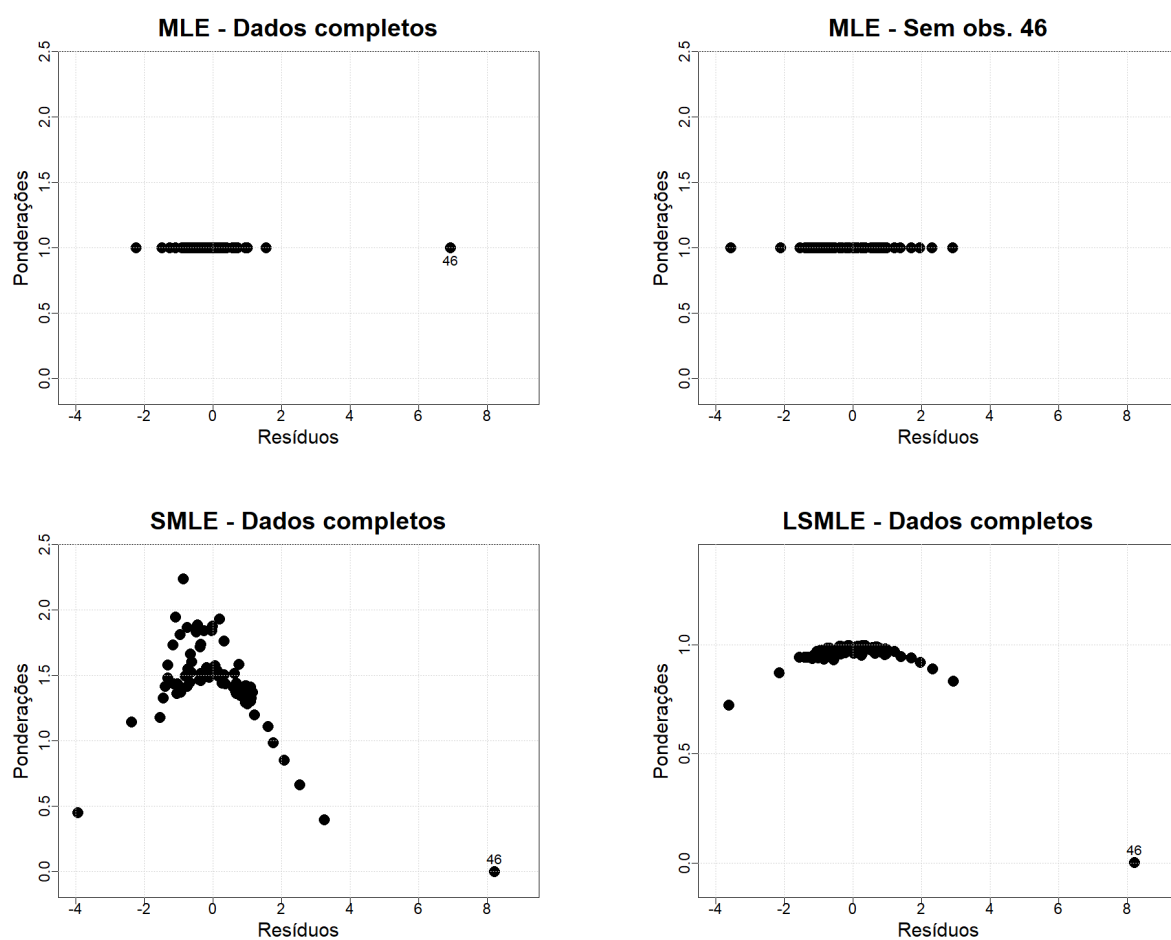 MLE - Dados completos
2.5
2.0
1.5
1.0
0.5
0.0
Ponderações
46
-4 -2 0 2 4 6 8
Resíduos
MLE - Sem obs. 46
2.5
2.0
1.5
1.0
0.5
0.0
Ponderações
-4 -2 0 2 4 6 8
Resíduos
SMLE - Dados completos
2.5
2.0
1.5
1.0
0.5
0.0
Ponderações
46
-4 -2 0 2 4 6 8
Resíduos
LSMLE - Dados completos
1.0
0.5
0.0
Ponderações
46
-4 -2 0 2 4 6 8
Resíduos